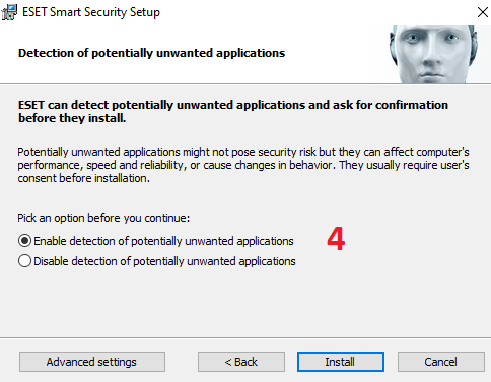 ESET Smart Security Setup
Detection of potentially unwanted applications
ESET can detect potentially unwanted applications and ask for confirmation
before they install.
Potentially unwanted applications might not pose security risk but they can affect computer's
performance, speed and reliability, or cause changes in behavior. They usually require user's
consent before installation.
Pick an option before you continue:
Enable detection of potentially unwanted applications
4
Disable detection of potentially unwanted applications
Advanced settings
< Back
Install
Cancel